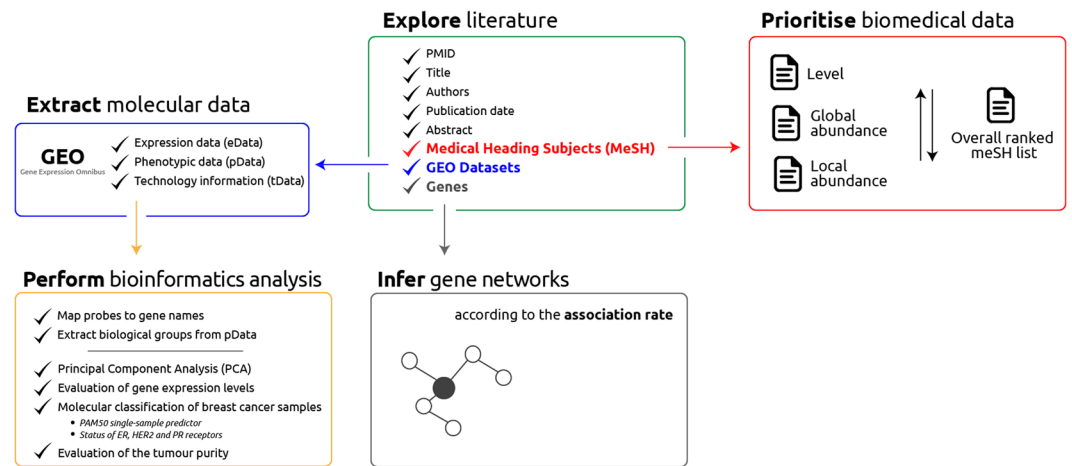 Explore literature
PMID
Title
Authors
Publication date
Abstract
Medical Heading Subjects (MeSH)
GEO Datasets
Genes
Prioritise biomedical data
Level
Global
abundance
Local
abundance
Overall ranked
meSH list
Extract molecular data
GEO
Gene Expression Omnibus
Expression data (eData)
Phenotypic data (pData)
Technology information (tData)
Perform bioinformatics analysis
Map probes to gene names
Extract biological groups from pData
Principal Component Analysis (PCA)
Evaluation of gene expression levels
Molecular classification of breast cancer samples
• PAM50 single-sample predictor
• Status of ER, HER2 and PR receptors
Evaluation of the tumour purity
Infer gene networks
according to the association rate